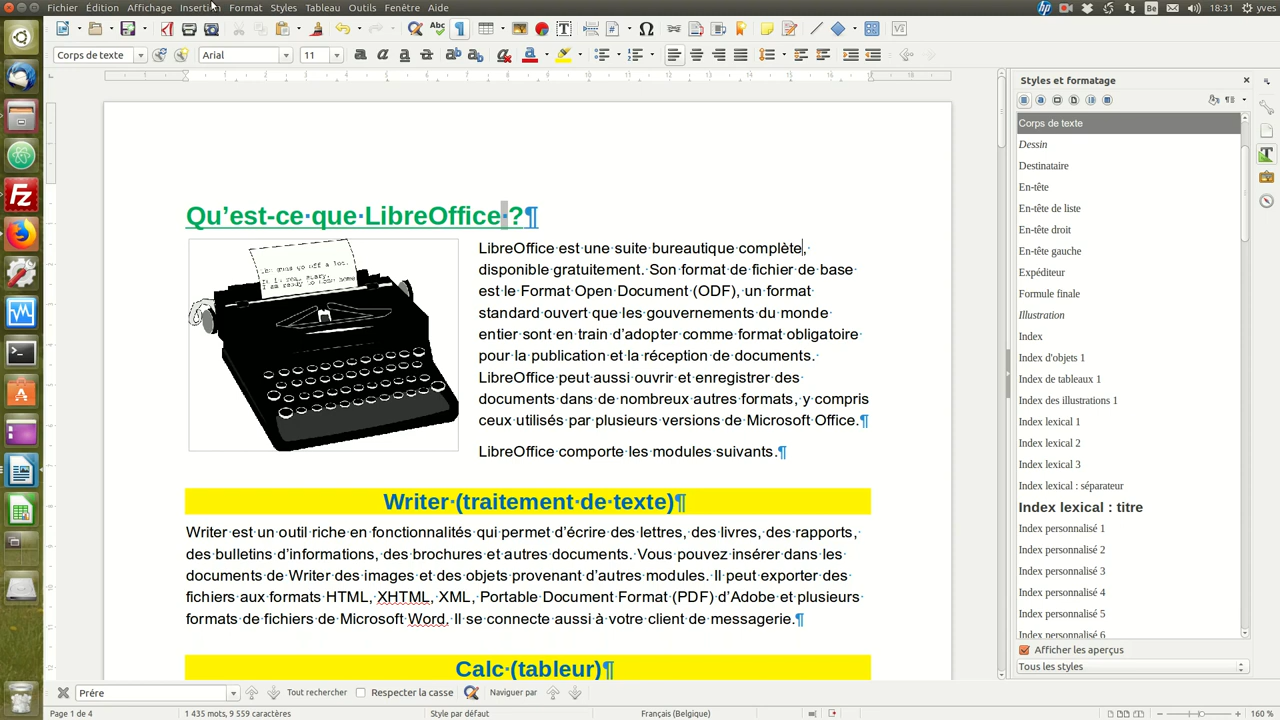 Fichier Édition Affichage Insertion Format Styles Tableau Outils Fenêtre Aide Be 18:31 yves
Corps de texte Arial 11
Styles et formatage
Corps de texte
Dessin
Destinataire
En-tête
En-tête de liste
En-tête droit
En-tête gauche
Expéditeur
Formule finale
Illustration
Index
Index d'objets 1
Index de tableaux 1
Index des illustrations 1
Index lexical 1
Index lexical 2
Index lexical 3
Index lexical : séparateur
Index lexical : titre
Index personnalisé 1
Index personnalisé 2
Index personnalisé 3
Index personnalisé 4
Index personnalisé 5
Index personnalisé 6
Afficher les aperçus
Tous les styles
Qu’est-ce·que·LibreOffice·?¶
LibreOffice·est·une·suite·bureautique·complète,·
disponible·gratuitement.·Son·format·de·fichier·de·base·
est·le·Format·Open·Document·(ODF),·un·format·
standard·ouvert·que·les·gouvernements·du·monde·
entier·sont·en·train·d’adopter·comme·format·obligatoire·
pour·la·publication·et·la·réception·de·documents.·
LibreOffice·peut·aussi·ouvrir·et·enregistrer·des·
documents·dans·de·nombreux·autres·formats,·y·compris·
ceux·utilisés·par·plusieurs·versions·de·Microsoft·Office.¶
LibreOffice·comporte·les·modules·suivants.¶
Writer·(traitement·de·texte)¶
Writer·est·un·outil·riche·en·fonctionnalités·qui·permet·d’écrire·des·lettres,·des·livres,·des·rapports,·
des·bulletins·d’informations,·des·brochures·et·autres·documents.·Vous·pouvez·insérer·dans·les·
documents·de·Writer·des·images·et·des·objets·provenant·d’autres·modules.·Il·peut·exporter·des·
fichiers·aux·formats·HTML,·XHTML,·XML,·Portable·Document·Format·(PDF)·d’Adobe·et·plusieurs·
formats·de·fichiers·de·Microsoft·Word.·Il·se·connecte·aussi·à·votre·client·de·messagerie.¶
Calc·(tableur)¶
Prére Tout rechercher Respecter la casse Naviguer par
Page 1 de 4 1 435 mots, 9 559 caractères Style par défaut Français (Belgique) 160 %